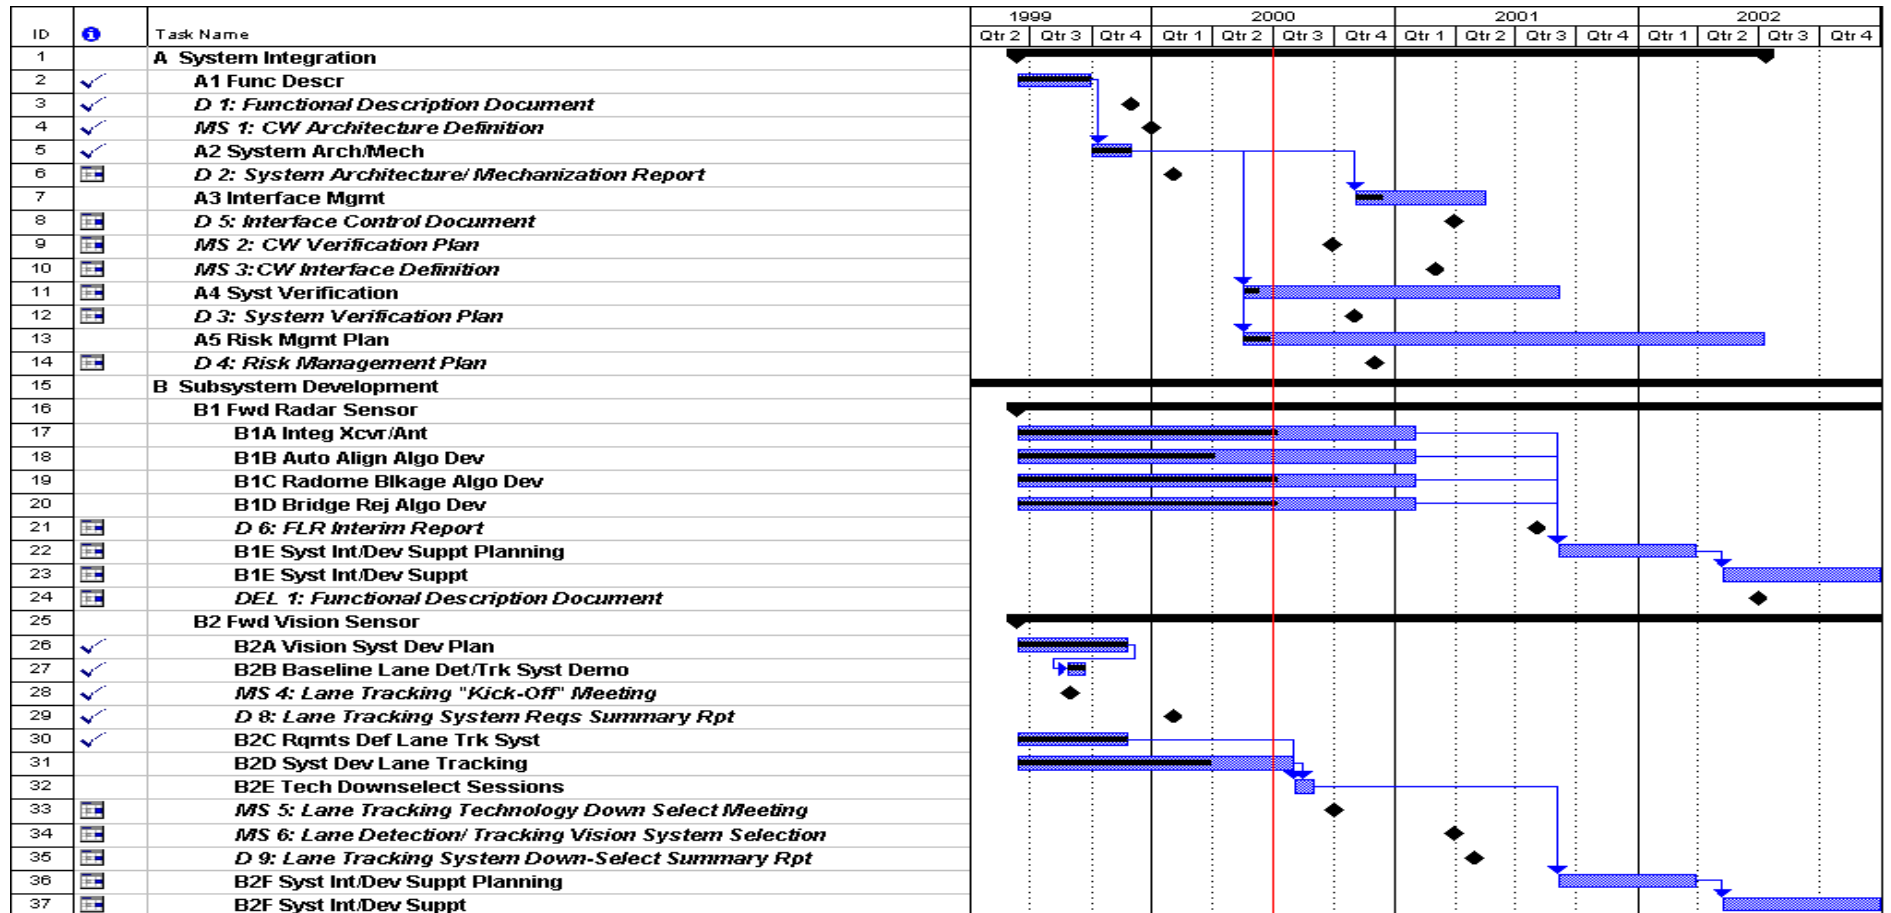 1999 2000 2001 2002
ID Task Name Qtr 2 Qtr 3 Qtr 4 Qtr 1 Qtr 2 Qtr 3 Qtr 4 Qtr 1 Qtr 2 Qtr 3 Qtr 4 Qtr 1 Qtr 2 Qtr 3 Qtr 4
1 A System Integration
2 A1 Func Descr
3 D 1: Functional Description Document
4 MS 1: CW Architecture Definition
5 A2 System Arch/Mech
6 D 2: System Architecture/ Mechanization Report
7 A3 Interface Mgmt
8 D 5: Interface Control Document
9 MS 2: CW Verification Plan
10 MS 3:CW Interface Definition
11 A4 Syst Verification
12 D 3: System Verification Plan
13 A5 Risk Mgmt Plan
14 D 4: Risk Management Plan
15 B Subsystem Development
16 B1 Fwd Radar Sensor
17 B1A Integ Xcvr/Ant
18 B1B Auto Align Algo Dev
19 B1C Radome Blkage Algo Dev
20 B1D Bridge Rej Algo Dev
21 D 6: FLR Interim Report
22 B1E Syst Int/Dev Suppt Planning
23 B1E Syst Int/Dev Suppt
24 DEL 1: Functional Description Document
25 B2 Fwd Vision Sensor
26 B2A Vision Syst Dev Plan
27 B2B Baseline Lane Det/Trk Syst Demo
28 MS 4: Lane Tracking "Kick-Off" Meeting
29 D 8: Lane Tracking System Reqs Summary Rpt
30 B2C Rqmts Def Lane Trk Syst
31 B2D Syst Dev Lane Tracking
32 B2E Tech Downselect Sessions
33 MS 5: Lane Tracking Technology Down Select Meeting
34 MS 6: Lane Detection/ Tracking Vision System Selection
35 D 9: Lane Tracking System Down-Select Summary Rpt
36 B2F Syst Int/Dev Suppt Planning
37 B2F Syst Int/Dev Suppt